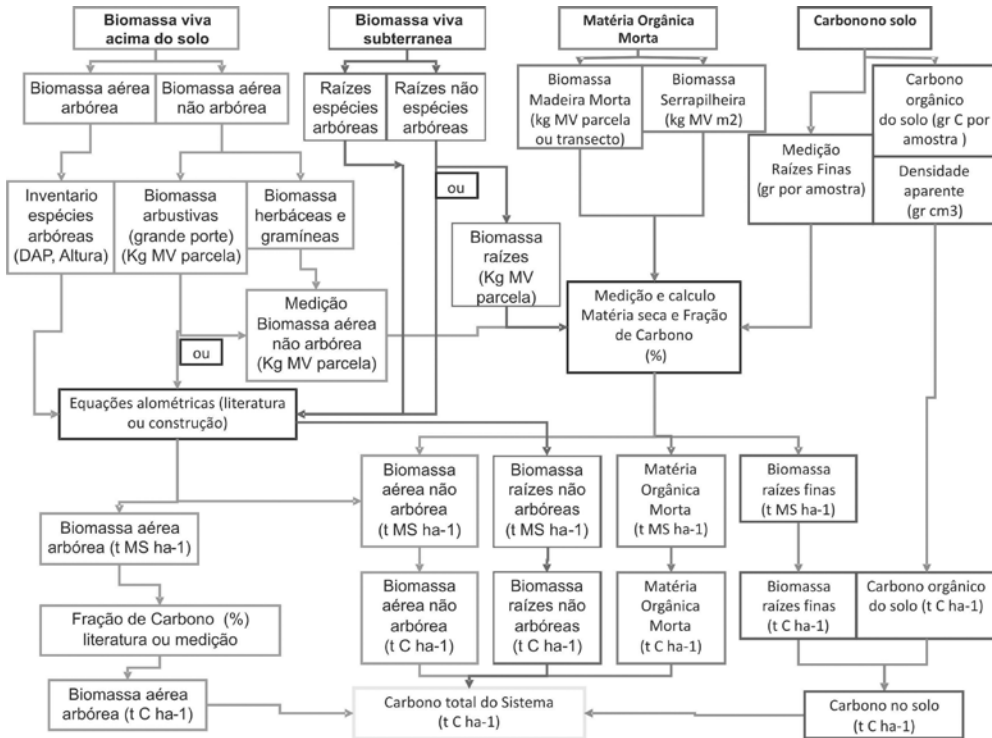 Biomassa viva
acima do solo
Biomassa viva
subterranea
Matéria Orgânica
Morta
Carbono no solo
Biomassa aérea
arbórea
Biomassa aérea
não arbórea
Raízes
espécies
arbóreas
Raízes não
espécies
arbóreas
Biomassa
Madeira Morta
(kg MV parcela
ou transecto)
Biomassa
Serrapilheira
(kg MV m2)
Carbono
orgânico
do solo (gr C por
amostra )
Medição
Raízes Finas
(gr por amostra)
Densidade
aparente
(gr cm3)
Inventario
espécies
arbóreas
(DAP, Altura)
Biomassa
arbustivas
(grande porte)
(Kg MV parcela)
Biomassa
herbáceas e
gramíneas
ou
Biomassa
raízes
(Kg MV
parcela)
Medição
Biomassa aérea
não arbórea
(Kg MV parcela)
ou
Medição e calculo
Matéria seca e Fração
de Carbono
(%)
Equações alométricas (literatura
ou construção)
Biomassa
aérea não
arbórea
(t MS ha-1)
Biomassa
raízes não
arbóreas
(t MS ha-1)
Matéria
Orgânica
Morta
(t MS ha-1)
Biomassa
raízes finas
(t MS ha-1)
Biomassa aérea
arbórea (t MS ha-1)
Biomassa
aérea não
arbórea
(t C ha-1)
Biomassa
raízes não
arbóreas
(t C ha-1)
Matéria
Orgânica
Morta
(t C ha-1)
Biomassa
raízes finas
(t C ha-1)
Carbono orgânico
do solo (t C ha-1)
Fração de Carbono (%)
literatura ou medição
Biomassa aérea
arbórea (t C ha-1)
Carbono total do Sistema
(t C ha-1)
Carbono no solo
(t C ha-1)